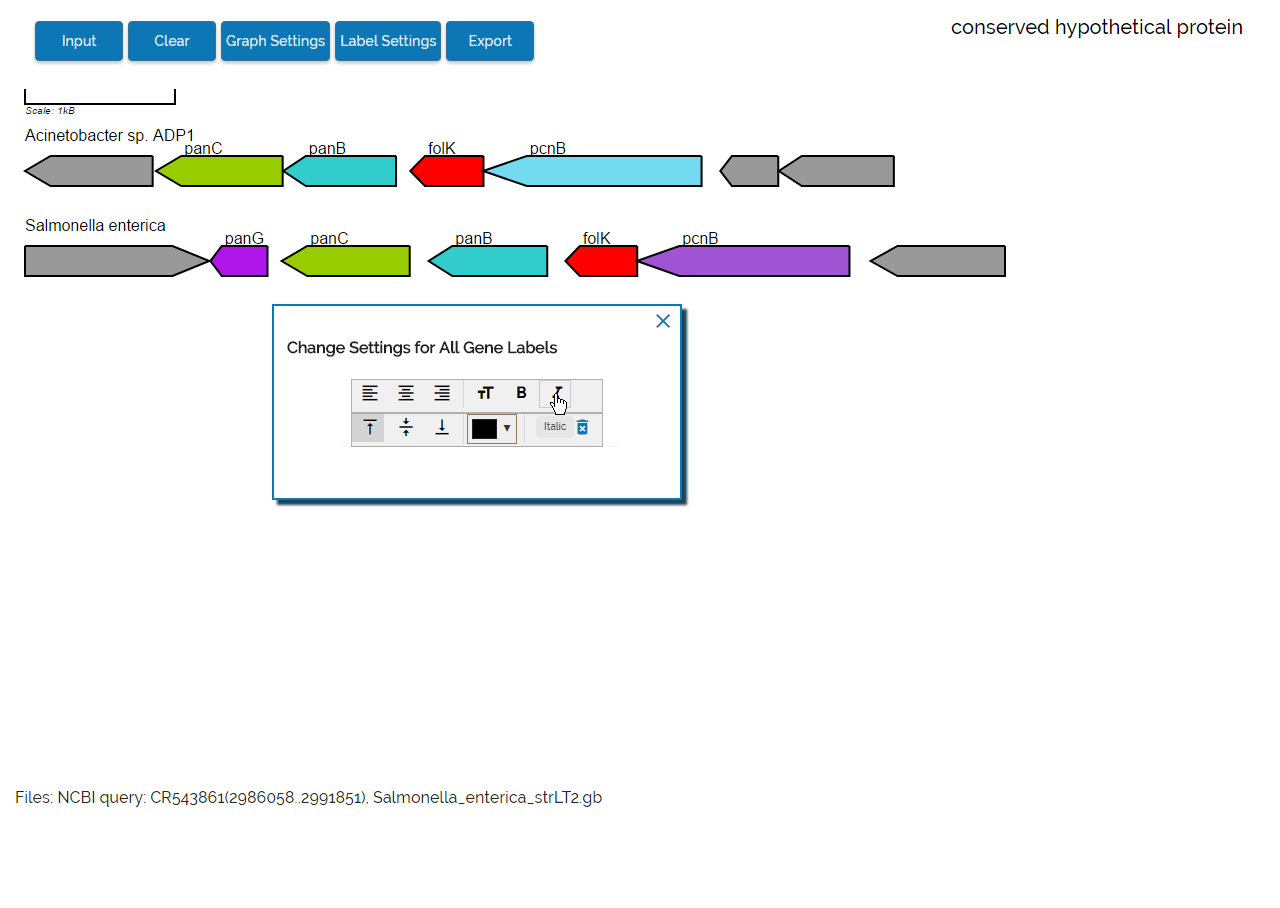 Input Clear Graph Settings Label Settings Export
conserved hypothetical protein
Scale: 1kB
Acinetobacter sp. ADP1
panC panB folK pcnB
Salmonella enterica
panG panC panB folK pcnB
Change Settings for All Gene Labels
TT B I
Italic
Files: NCBI query: CR543861(2986058..2991851), Salmonella_enterica_strLT2.gb